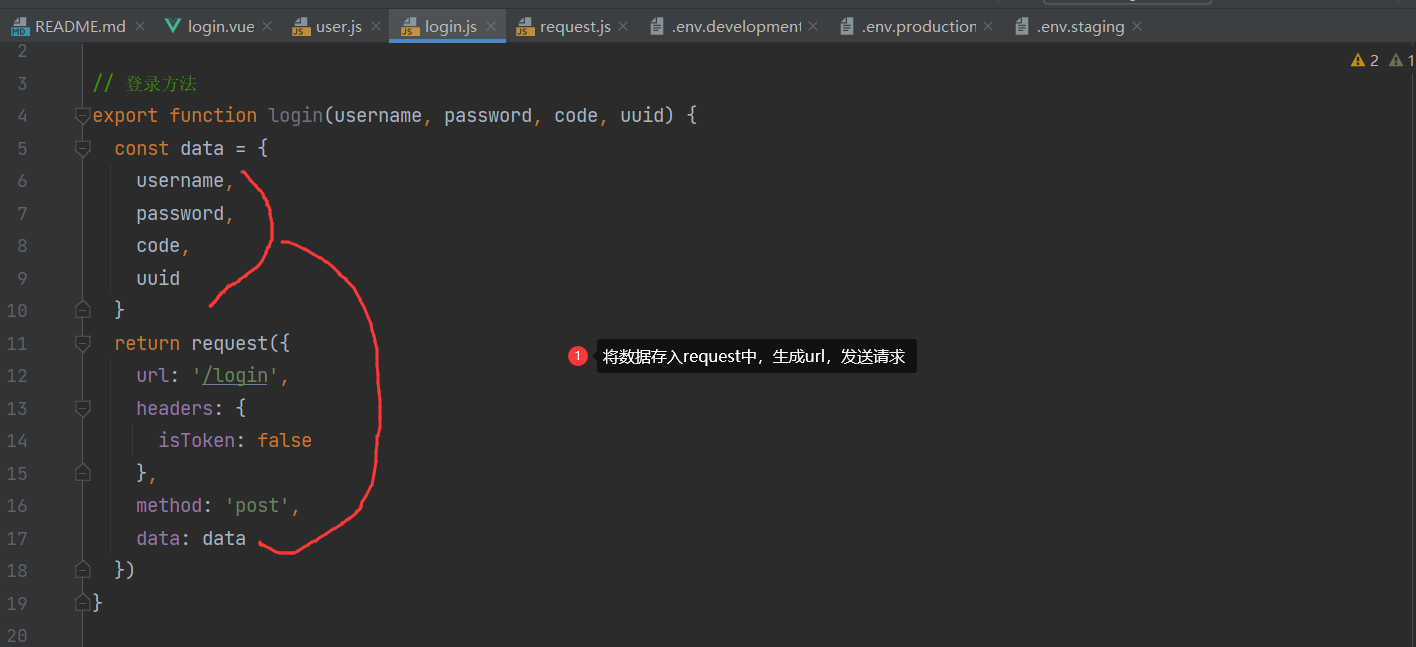 README.md login.vue user.js login.js request.js .env.development .env.production .env.staging
2 2 1
3 // 登录方法
4 export function login(username, password, code, uuid) {
5 const data = {
6 username,
7 password,
8 code,
9 uuid
10 }
11 return request({
1 将数据存入request中，生成url，发送请求
12 url: '/login',
13 headers: {
14 isToken: false
15 },
16 method: 'post',
17 data: data
18 })
19 }
20